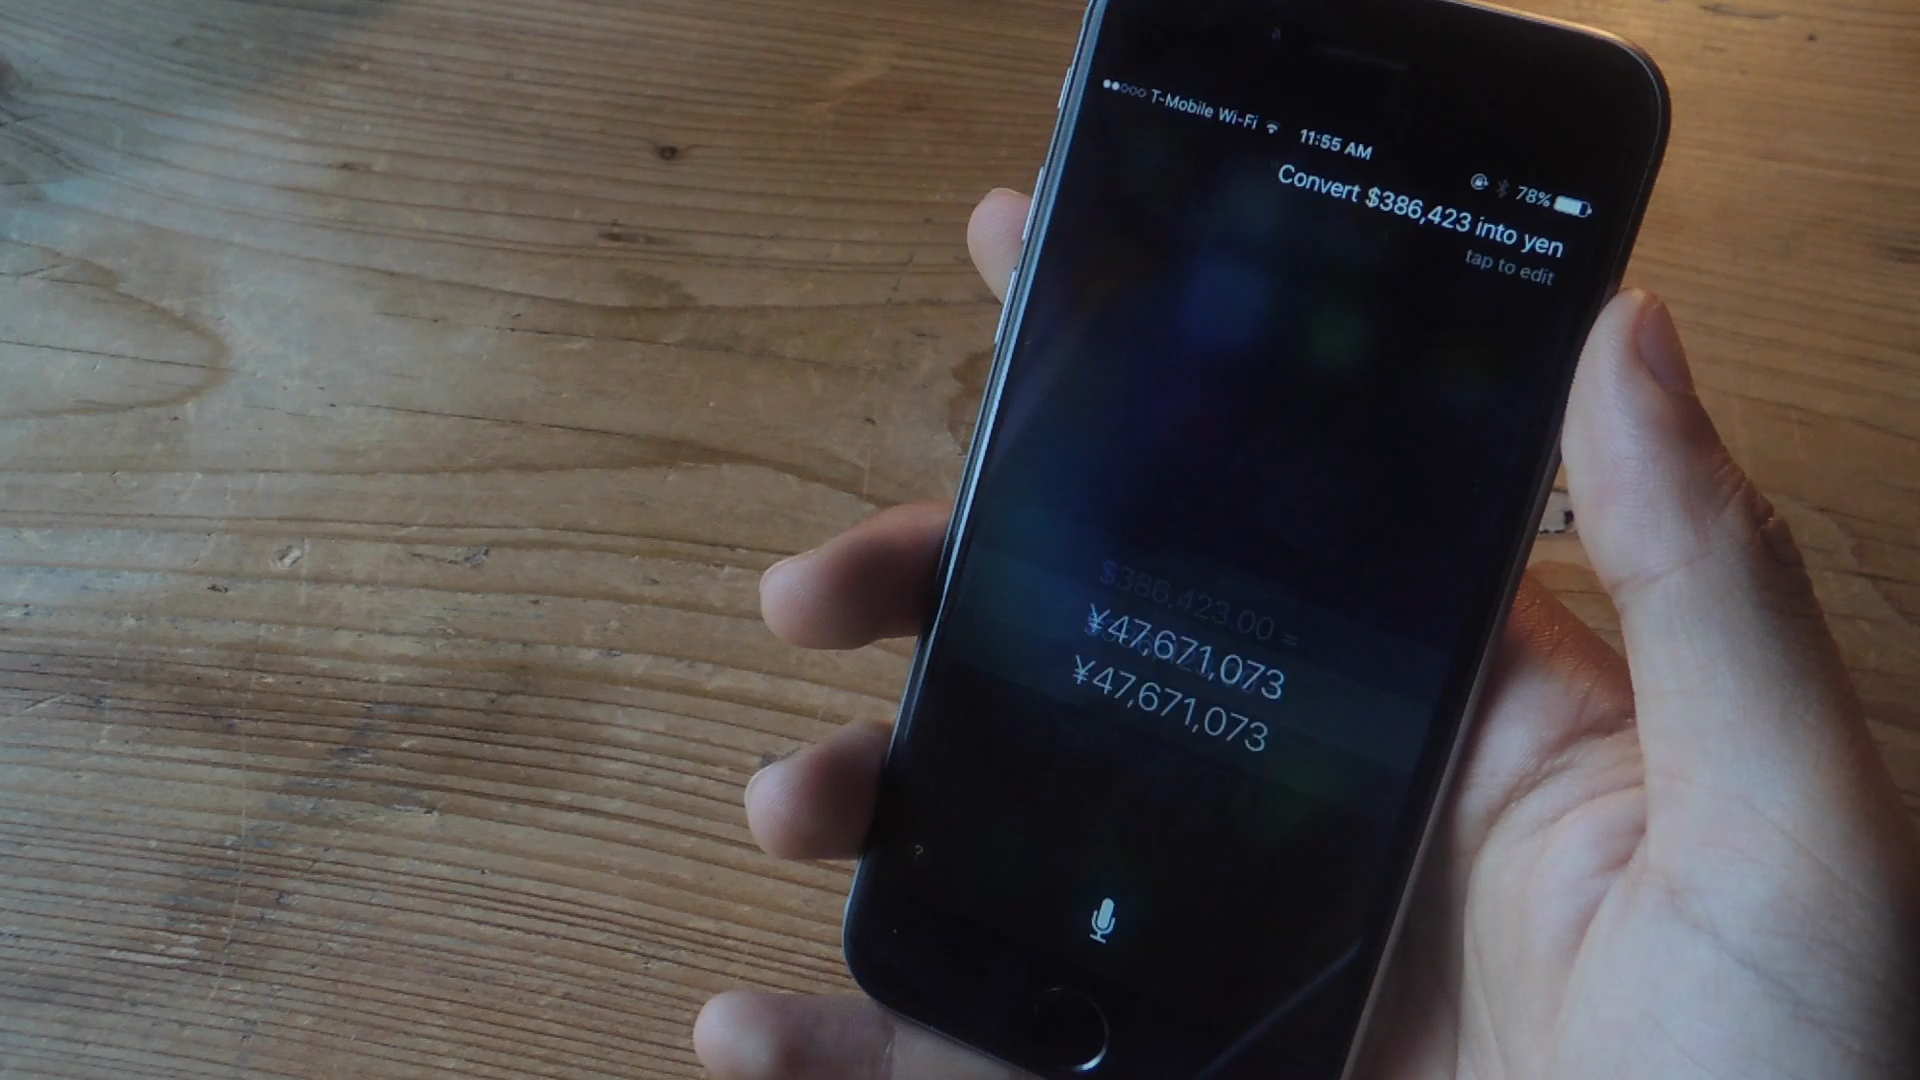 T-Mobile Wi-Fi 11:55 AM 78%
Convert $386,423 into yen
tap to edit
$386,423.00 =
¥47,671,073
¥47,671,073
?